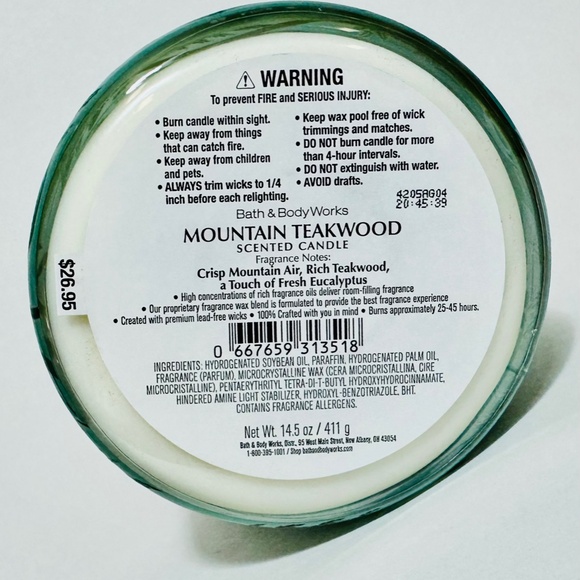 ⚠ WARNING
To prevent FIRE and SERIOUS INJURY:
• Burn candle within sight.
• Keep away from things
that can catch fire.
• Keep away from children
and pets.
• ALWAYS trim wicks to 1/4
inch before each relighting.
• Keep wax pool free of wick
trimmings and matches.
• DO NOT burn candle for more
than 4-hour intervals.
• DO NOT extinguish with water.
• AVOID drafts.
4205AG04
20:45:39
Bath & Body Works
MOUNTAIN TEAKWOOD
SCENTED CANDLE
Fragrance Notes:
Crisp Mountain Air, Rich Teakwood,
a Touch of Fresh Eucalyptus
• High concentrations of rich fragrance oils deliver room-filling fragrance
• Our proprietary fragrance wax blend is formulated to provide the best fragrance experience
• Created with premium lead-free wicks • 100% Crafted with you in mind • Burns approximately 25-45 hours.
$26.95
0 667659 313518
INGREDIENTS: HYDROGENATED SOYBEAN OIL, PARAFFIN, HYDROGENATED PALM OIL,
FRAGRANCE (PARFUM), MICROCRYSTALLINE WAX (CERA MICROCRISTALLINA, CIRE
MICROCRISTALLINE), PENTAERYTHRITYL TETRA-DI-T-BUTYL HYDROXYHYDROCINNAMATE,
HINDERED AMINE LIGHT STABILIZER, HYDROXYL-BENZOTRIAZOLE, BHT.
CONTAINS FRAGRANCE ALLERGENS.
Net Wt. 14.5 oz / 411 g
Bath & Body Works, Distr., 95 West Main Street, New Albany, OH 43054
1-800-395-1001 / Shop bathandbodyworks.com